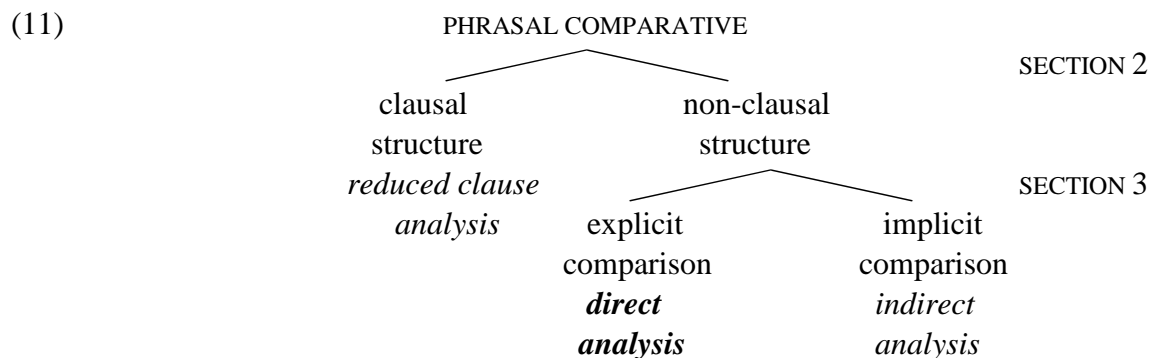 (11) PHRASAL COMPARATIVE
SECTION 2
clausal non-clausal
structure structure
reduced clause SECTION 3
analysis explicit implicit
comparison comparison
direct indirect
analysis analysis